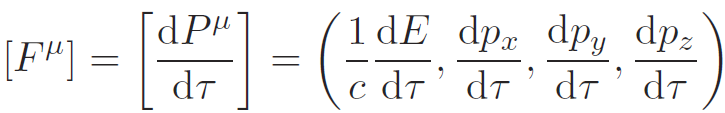 [F^μ] = [dP^μ/dτ] = (1/c dE/dτ, dp_x/dτ, dp_y/dτ, dp_z/dτ)